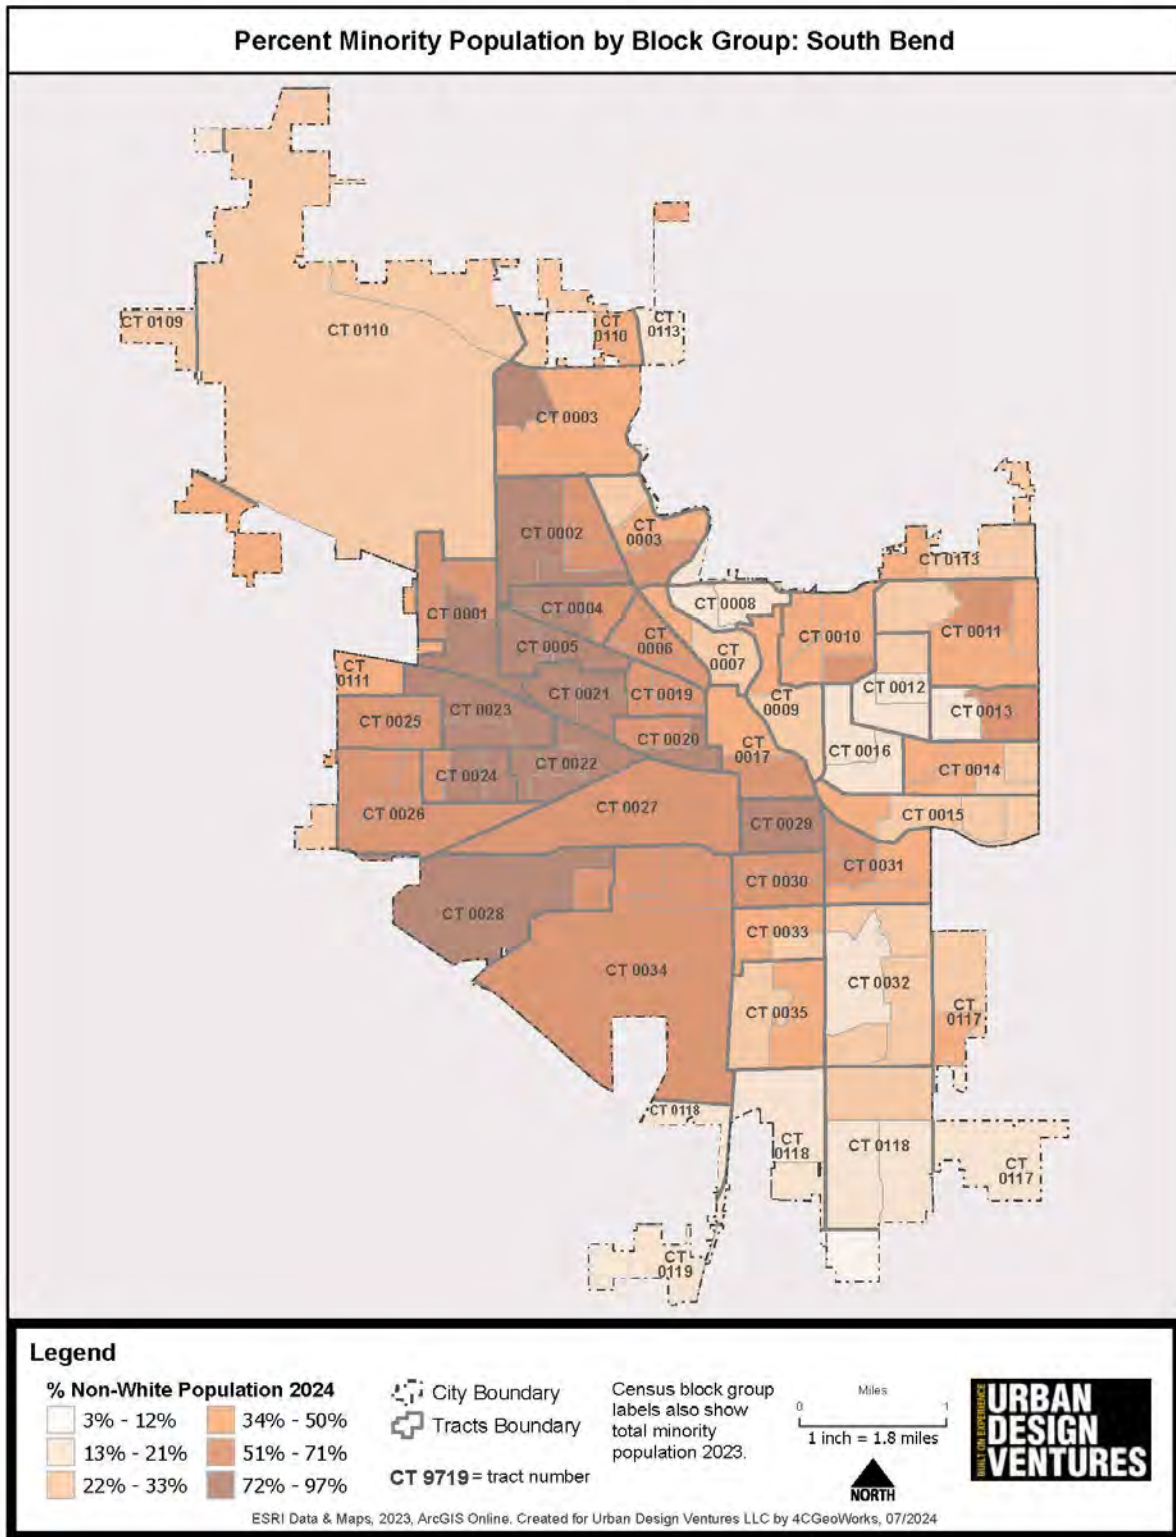 Percent Minority Population by Block Group: South Bend
CT 0109
CT 0110
CT
0110
CT
0113
CT 0003
CT 0002
CT
0003
CT 0113
CT 0001
CT 0004
CT 0008
CT 0005
CT
0006
CT
0007
CT 0010
CT 0011
CT
0111
CT 0021
CT 0019
CT
0009
CT 0012
CT 0023
CT 0013
CT 0025
CT 0020
CT
0017
CT 0016
CT 0024
CT 0022
CT 0014
CT 0026
CT 0027
CT 0029
CT 0015
CT 0030
CT 0031
CT 0028
CT 0033
CT 0034
CT 0032
CT 0035
CT
0117
CT 0118
CT
0118
CT 0118
CT
0117
CT
0119
Legend
% Non-White Population 2024
3% - 12%
13% - 21%
22% - 33%
34% - 50%
51% - 71%
72% - 97%
City Boundary
Tracts Boundary
CT 9719 = tract number
Census block group
labels also show
total minority
population 2023.
Miles
0 1
1 inch = 1.8 miles
NORTH
BUILT ON EXPERIENCE
URBAN
DESIGN
VENTURES
ESRI Data & Maps, 2023, ArcGIS Online. Created for Urban Design Ventures LLC by 4CGeoWorks, 07/2024